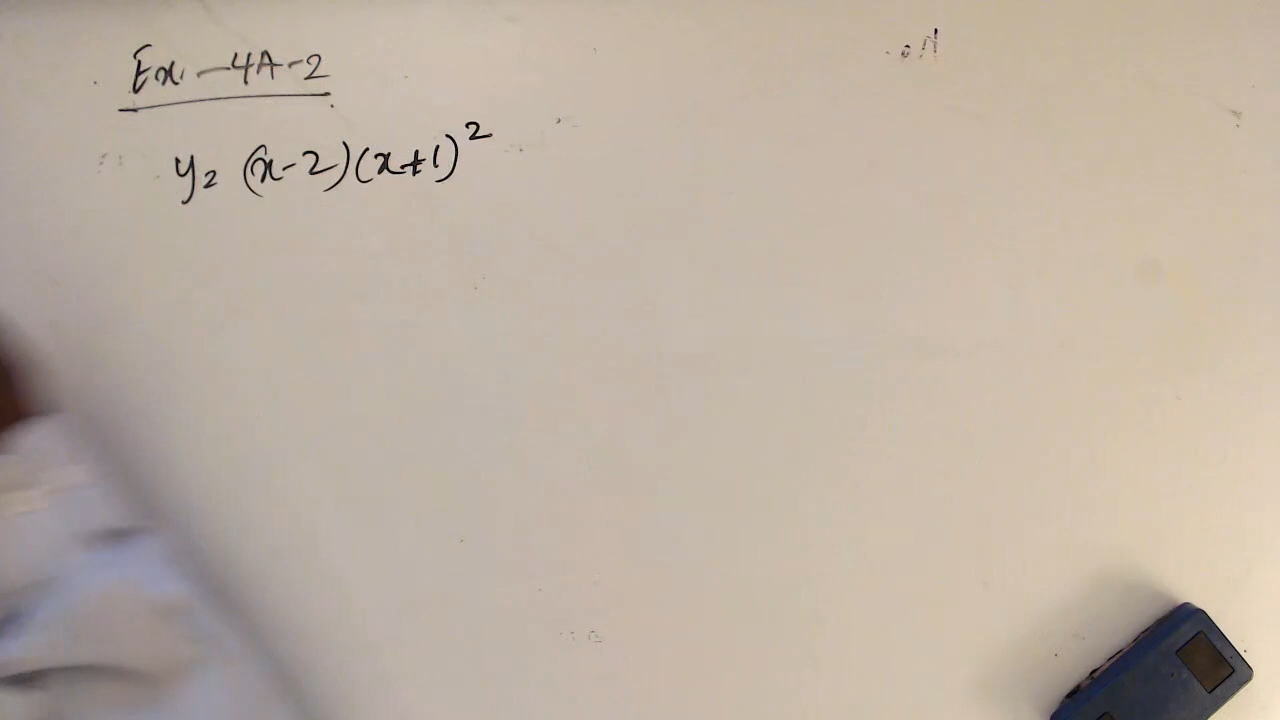 Ex. - 4A - 2
y = (x-2)(x+1)²